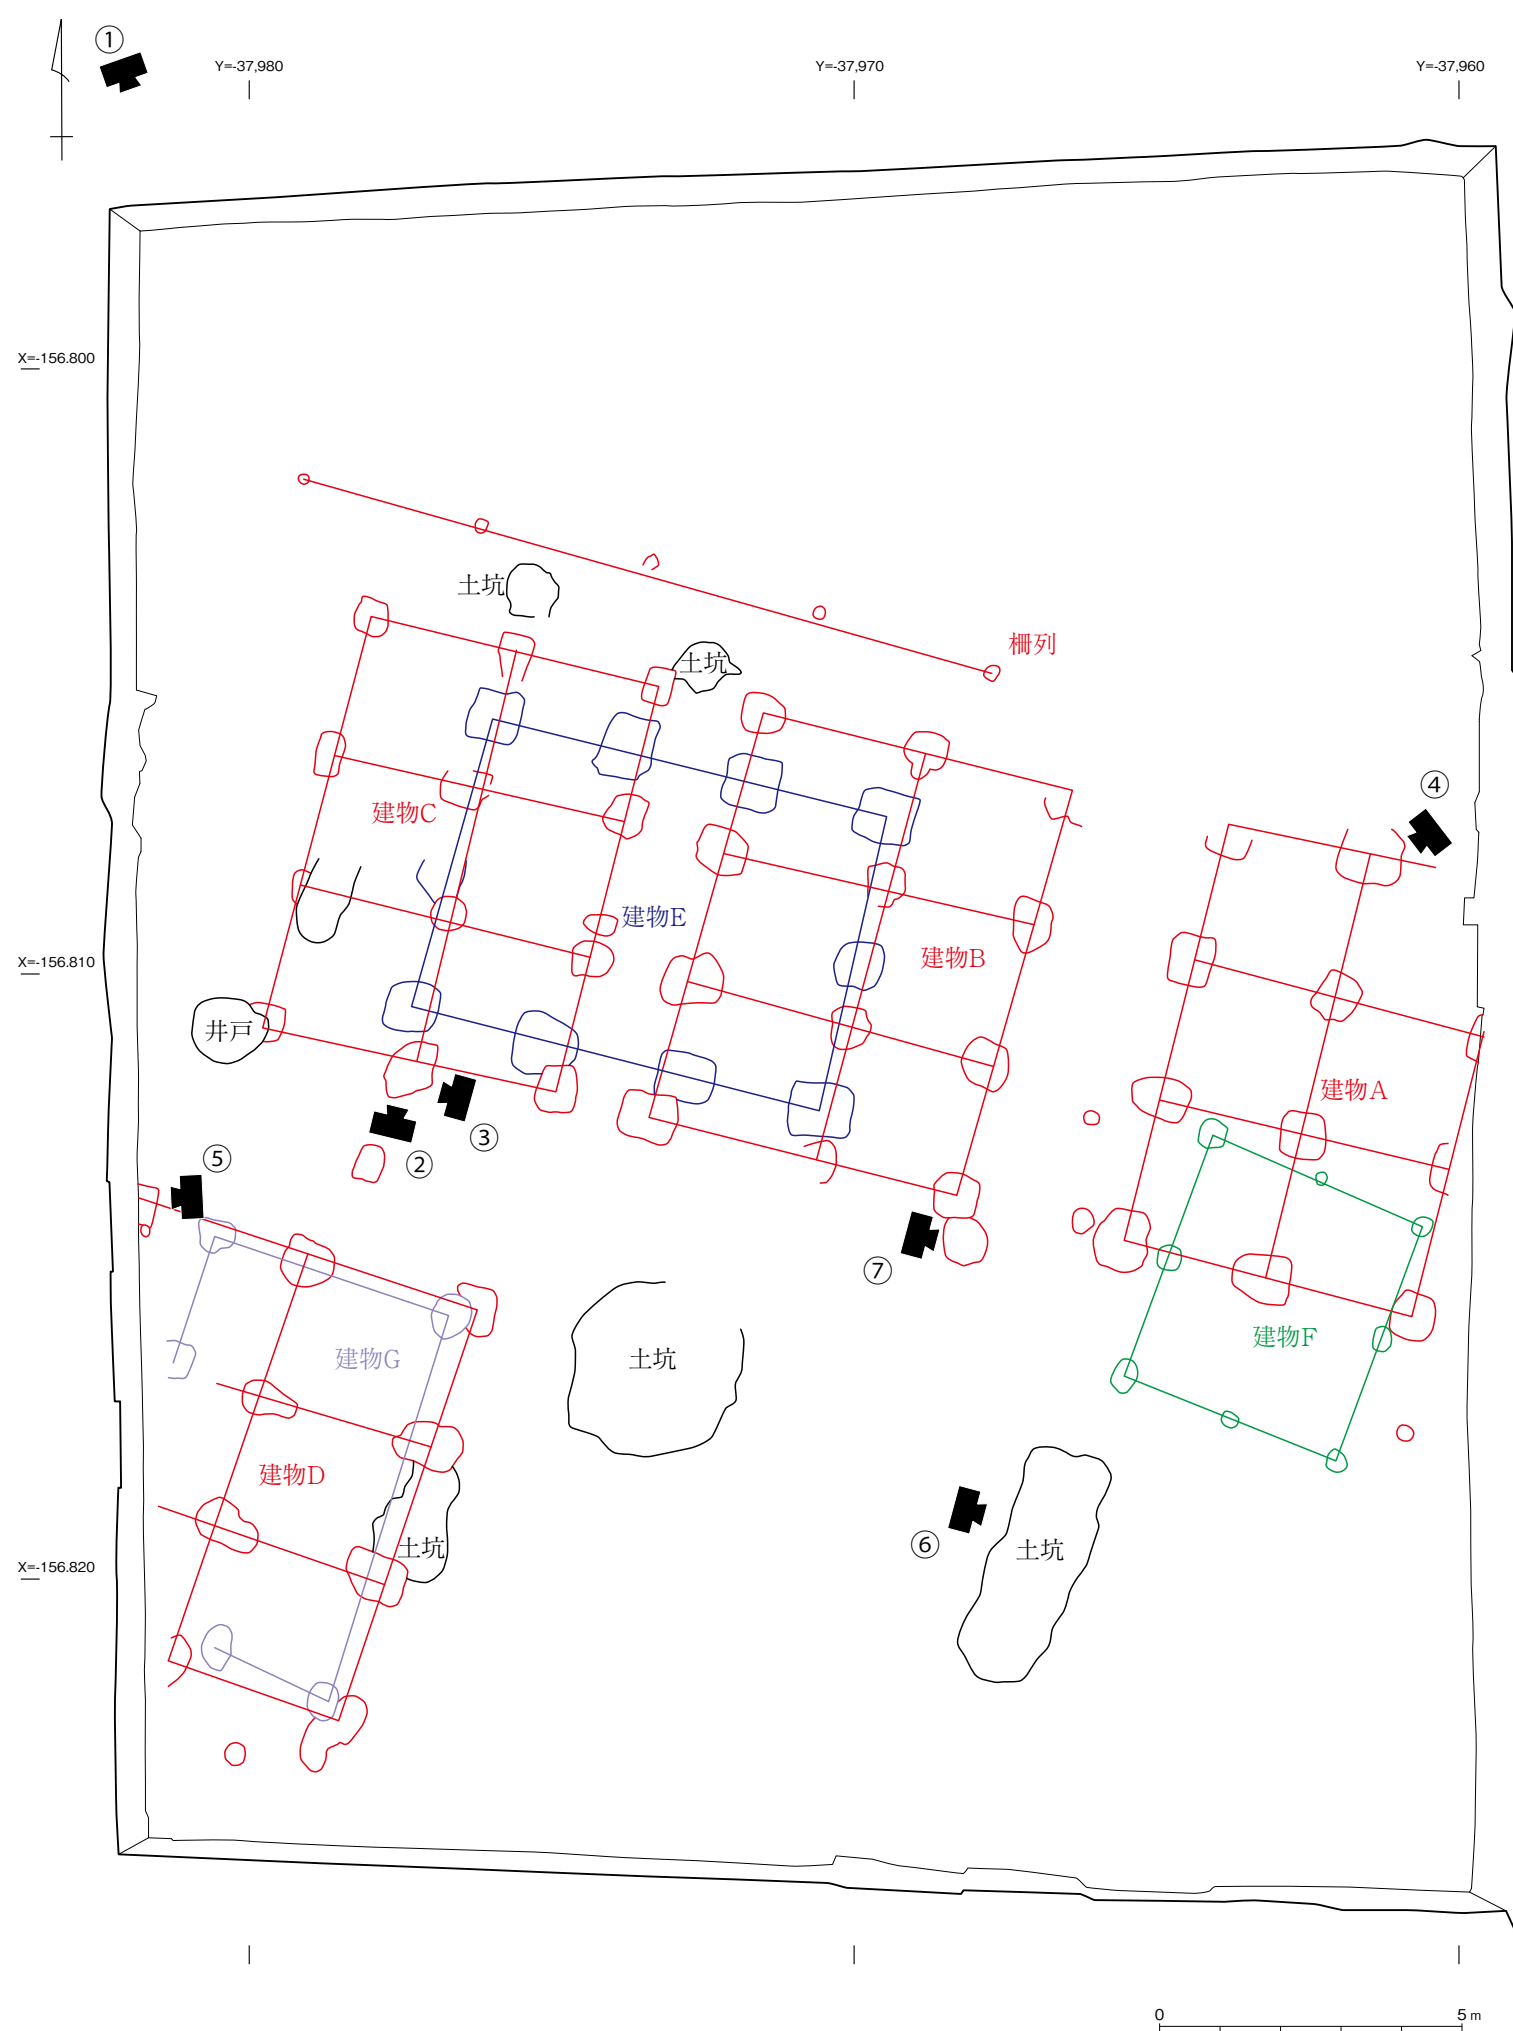 ①
Y=-37,980
Y=-37,970
Y=-37,960
X=-156.800
土坑
土坑
柵列
建物C
④
建物E
建物B
X=-156.810
井戸
建物A
③
②
⑤
⑦
建物F
建物G
土坑
建物D
土坑
⑥
土坑
X=-156.820
0
5 m